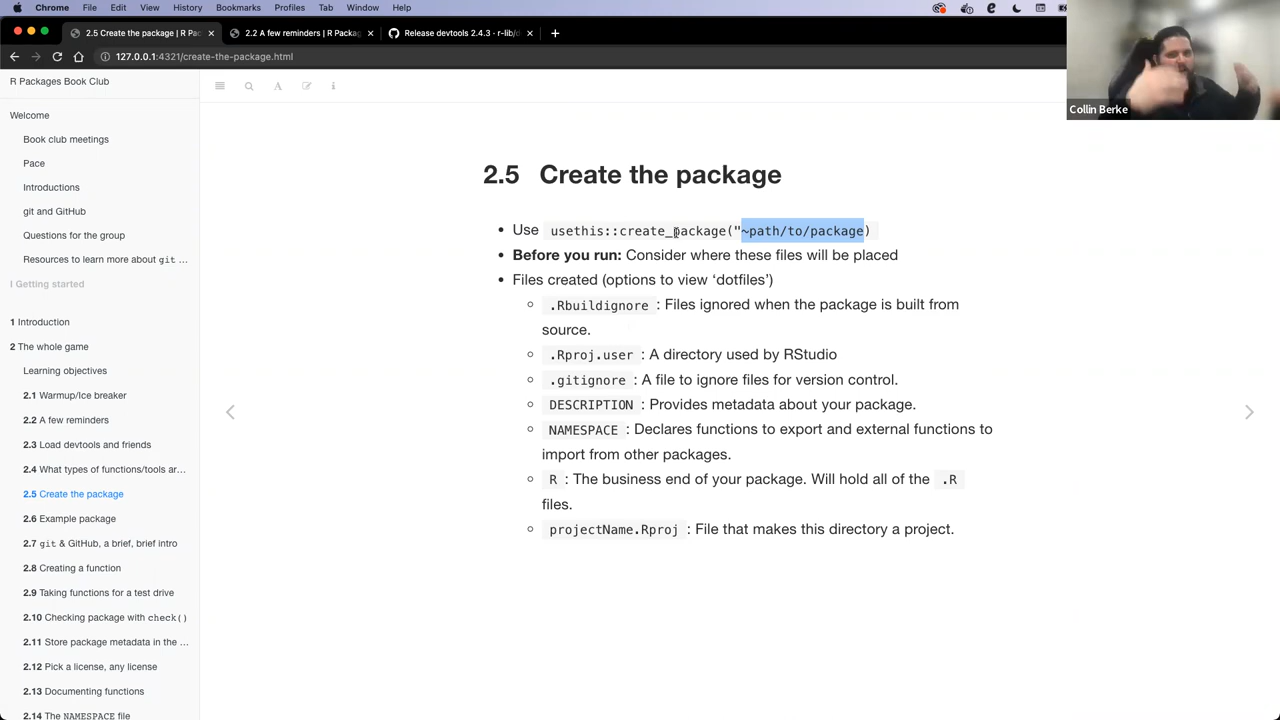 Chrome File Edit View History Bookmarks Profiles Tab Window Help
2.5 Create the package | R Pac
2.2 A few reminders | R Packag
Release devtools 2.4.3 · r-lib/d
127.0.0.1:4321/create-the-package.html
R Packages Book Club
Welcome
Book club meetings
Pace
Introductions
git and GitHub
Questions for the group
Resources to learn more about git ...
I Getting started
1 Introduction
2 The whole game
Learning objectives
2.1 Warmup/Ice breaker
2.2 A few reminders
2.3 Load devtools and friends
2.4 What types of functions/tools ar...
2.5 Create the package
2.6 Example package
2.7 git & GitHub, a brief, brief intro
2.8 Creating a function
2.9 Taking functions for a test drive
2.10 Checking package with check()
2.11 Store package metadata in the ...
2.12 Pick a license, any license
2.13 Documenting functions
2.14 The NAMESPACE file
2.5 Create the package
Use usethis::create_package("~path/to/package)
Before you run: Consider where these files will be placed
Files created (options to view ‘dotfiles’)
.Rbuildignore : Files ignored when the package is built from
source.
.Rproj.user : A directory used by RStudio
.gitignore : A file to ignore files for version control.
DESCRIPTION : Provides metadata about your package.
NAMESPACE : Declares functions to export and external functions to
import from other packages.
R : The business end of your package. Will hold all of the .R
files.
projectName.Rproj : File that makes this directory a project.
Collin Berke